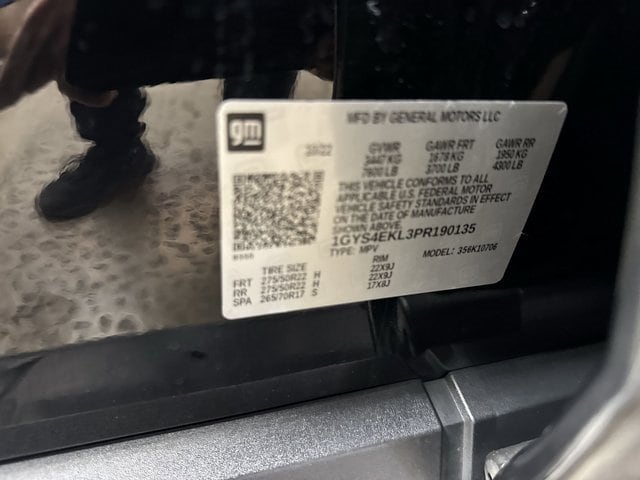 gm
MFD BY GENERAL MOTORS LLC
GVWR GAWR FRT GAWR RR
3447 KG 1678 KG 1950 KG
7600 LB 3700 LB 4300 LB
THIS VEHICLE CONFORMS TO ALL
APPLICABLE U.S. FEDERAL MOTOR
VEHICLE SAFETY STANDARDS IN EFFECT
ON THE DATE OF MANUFACTURE
SHOWN ABOVE.
1GYS4EKL3PR190135
TYPE: MPV MODEL: 356K10706
TIRE SIZE RIM
FRT 275/50R22 H 22X9J
RR 275/50R22 H 22X9J
SPA 265/70R17 S 17X8J